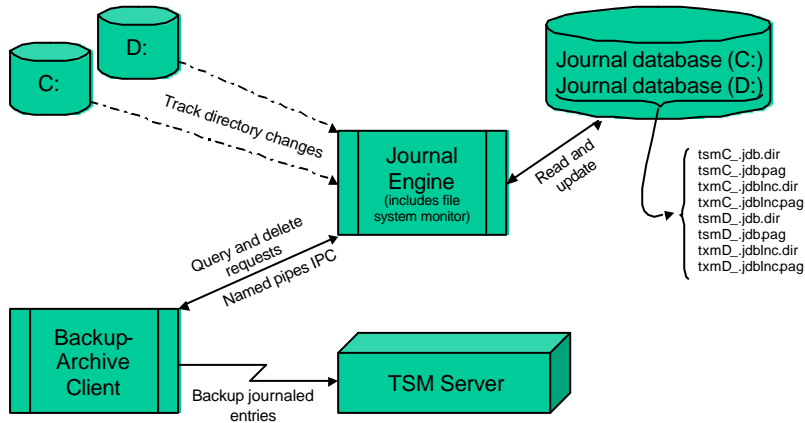 D:
C:
Track directory changes
Journal database (C:)
Journal database (D:)
Journal
Engine
(includes file
system monitor)
Read and
update
tsmC_.jdb.dir
tsmC_.jdb.pag
txmC_.jdbInc.dir
txmC_.jdbInc.pag
tsmD_.jdb.dir
tsmD_.jdb.pag
txmD_.jdbInc.dir
txmD_.jdbInc.pag
Query and delete
requests
Named pipes IPC
Backup-
Archive
Client
Backup journaled
entries
TSM Server